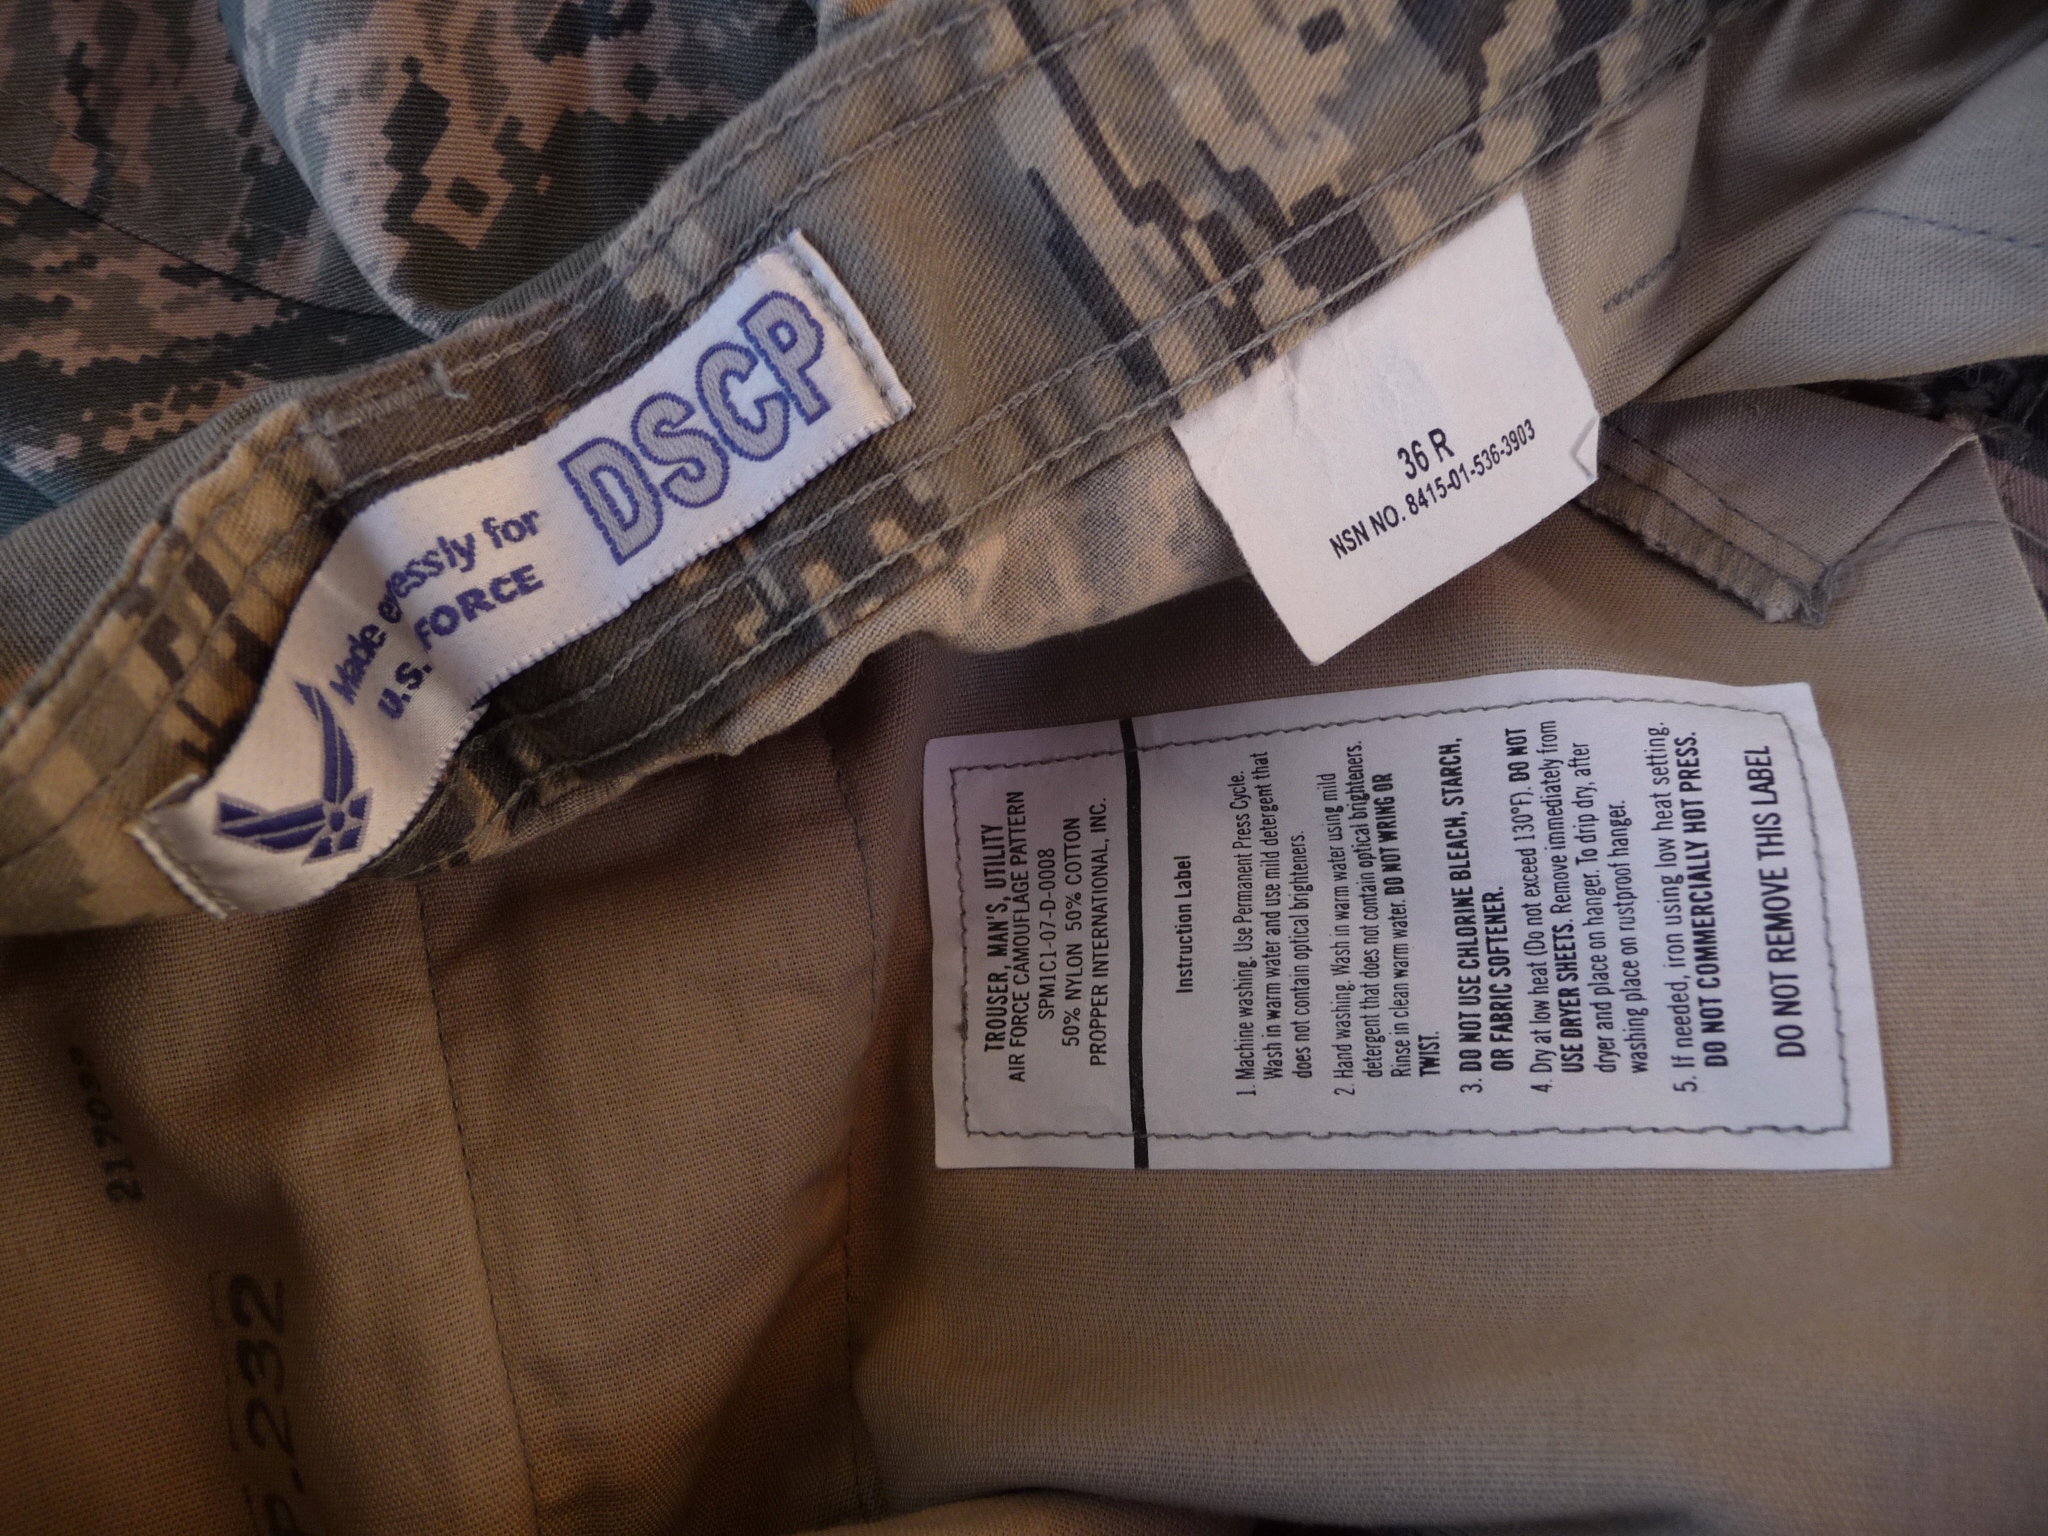 Made expressly for
U.S. FORCE
DSCP
36 R
NSN NO. 8415-01-536-3903
TROUSER, MAN'S, UTILITY
AIR FORCE CAMOUFLAGE PATTERN
SPM1C1-07-D-0008
50% NYLON 50% COTTON
PROPPER INTERNATIONAL, INC.
Instruction Label
1. Machine washing. Use Permanent Press Cycle.
Wash in warm water and use mild detergent that
does not contain optical brighteners.
2. Hand washing. Wash in warm water using mild
detergent that does not contain optical brighteners.
Rinse in clean warm water. DO NOT WRING OR
TWIST.
3. DO NOT USE CHLORINE BLEACH, STARCH,
OR FABRIC SOFTENER.
4. Dry at low heat (Do not exceed 130°F). DO NOT
USE DRYER SHEETS. Remove immediately from
dryer and place on hanger. To drip dry, after
washing place on rustproof hanger.
5. If needed, iron using low heat setting.
DO NOT COMMERCIALLY HOT PRESS.
DO NOT REMOVE THIS LABEL
232